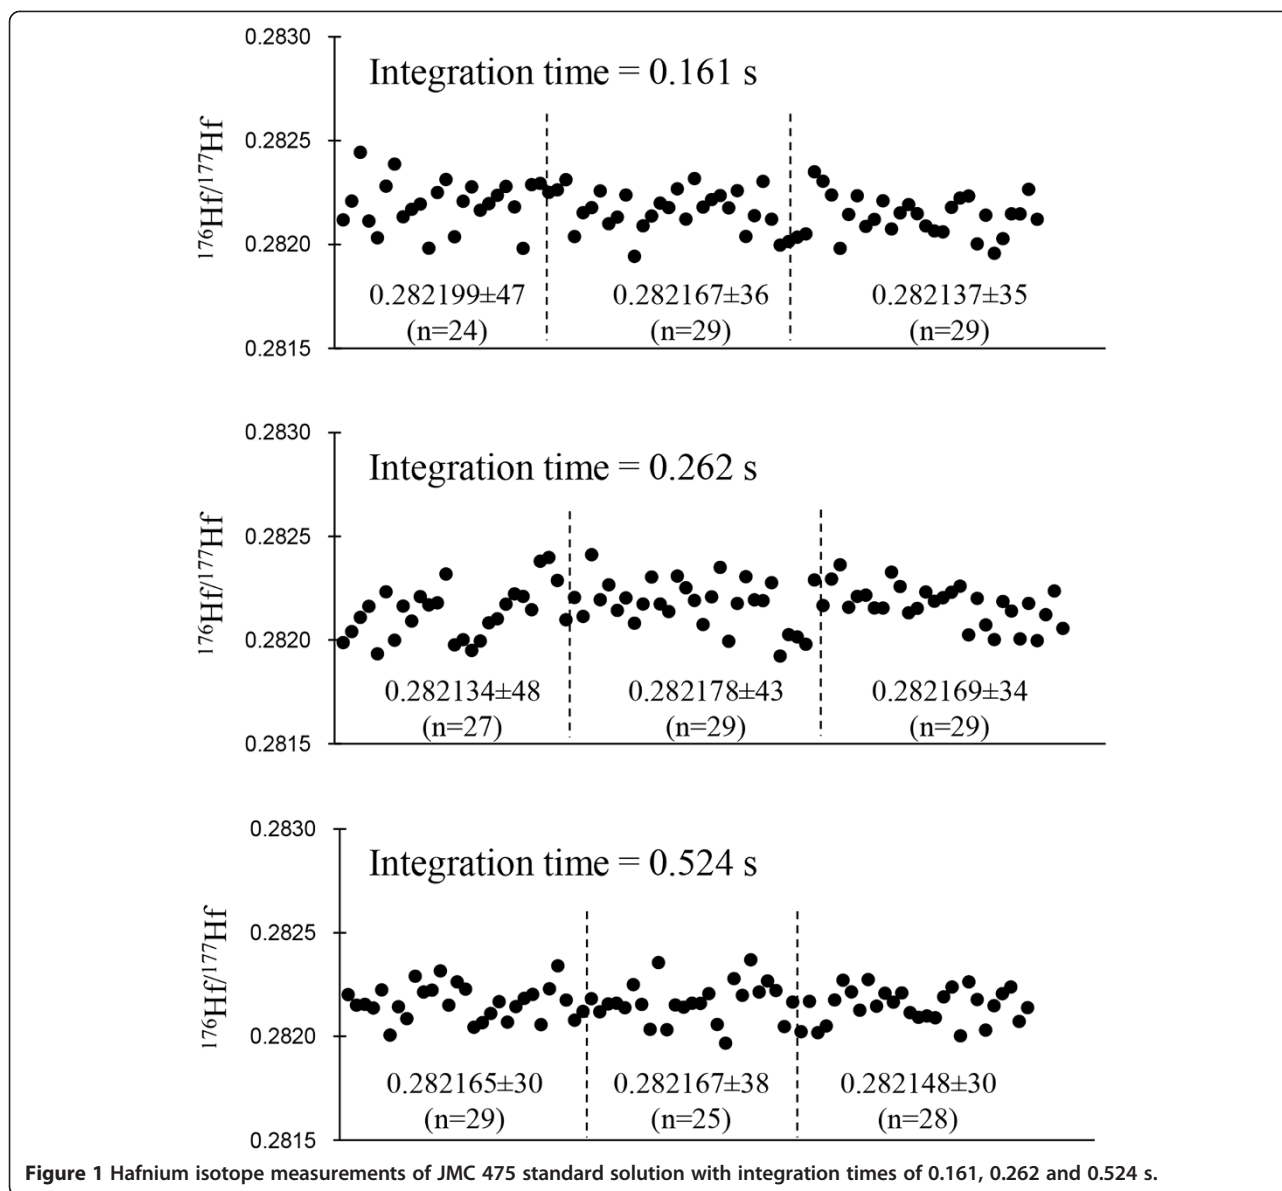 0.2830
Integration time = 0.161 s
0.2825
176Hf/177Hf
0.2820
0.282199±47 0.282167±36 0.282137±35
(n=24) (n=29) (n=29)
0.2815
0.2830
Integration time = 0.262 s
0.2825
176Hf/177Hf
0.2820
0.282134±48 0.282178±43 0.282169±34
(n=27) (n=29) (n=29)
0.2815
0.2830
Integration time = 0.524 s
0.2825
176Hf/177Hf
0.2820
0.282165±30 0.282167±38 0.282148±30
(n=29) (n=25) (n=28)
0.2815
Figure 1 Hafnium isotope measurements of JMC 475 standard solution with integration times of 0.161, 0.262 and 0.524 s.